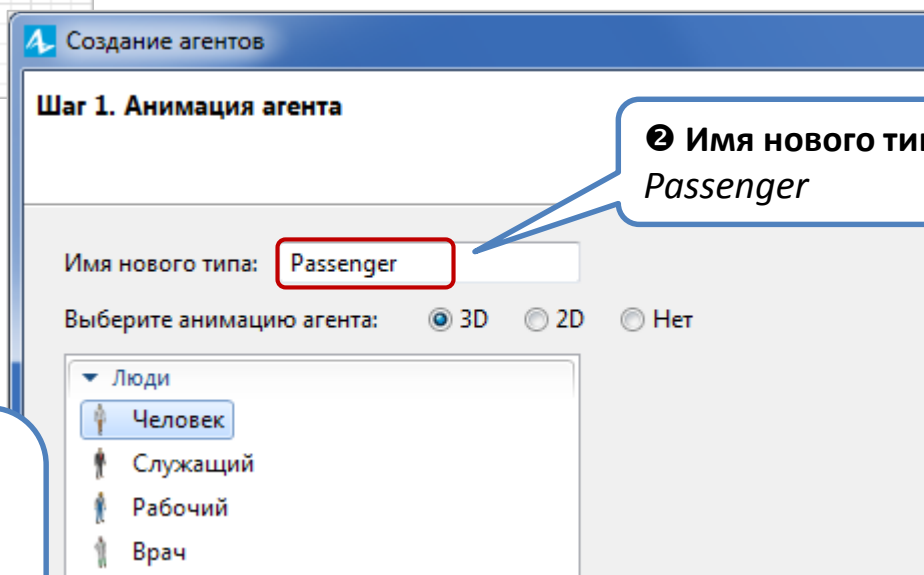 Создание агентов
Шаг 1. Анимация агента
❷ Имя нового
Passenger
Имя нового типа: Passenger
Выберите анимацию агента: 3D 2D Нет
Люди
Человек
Служащий
Рабочий
Врач